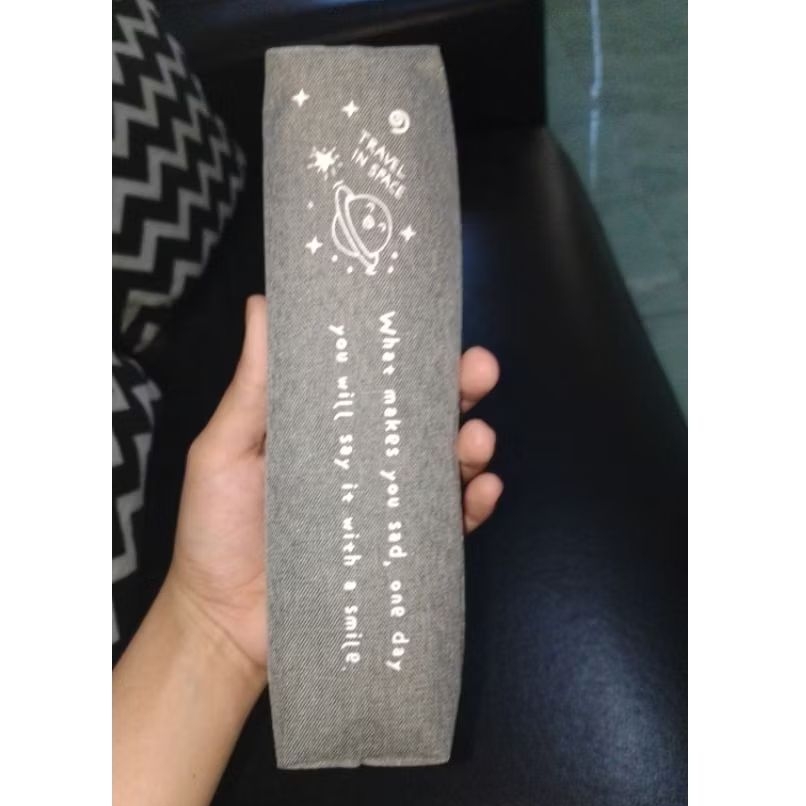 TRAVEL
IN SPACE
What makes you sad, one day
you will say it with a smile.